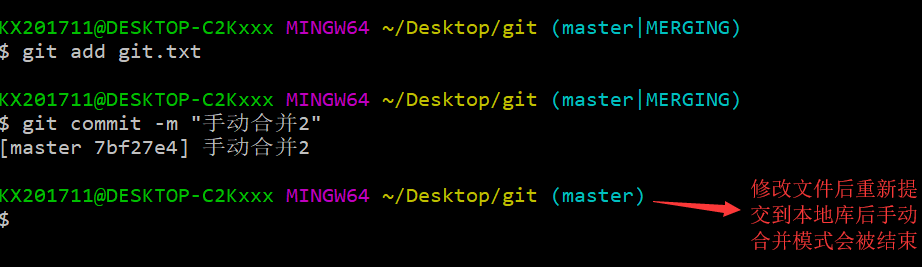 KX201711@DESKTOP-C2Kxxx MINGW64 ~/Desktop/git (master|MERGING)
$ git add git.txt
KX201711@DESKTOP-C2Kxxx MINGW64 ~/Desktop/git (master|MERGING)
$ git commit -m "手动合并2"
[master 7bf27e4] 手动合并2
KX201711@DESKTOP-C2Kxxx MINGW64 ~/Desktop/git (master)
$
修改文件后重新提
交到本地库后手动
合并模式会被结束